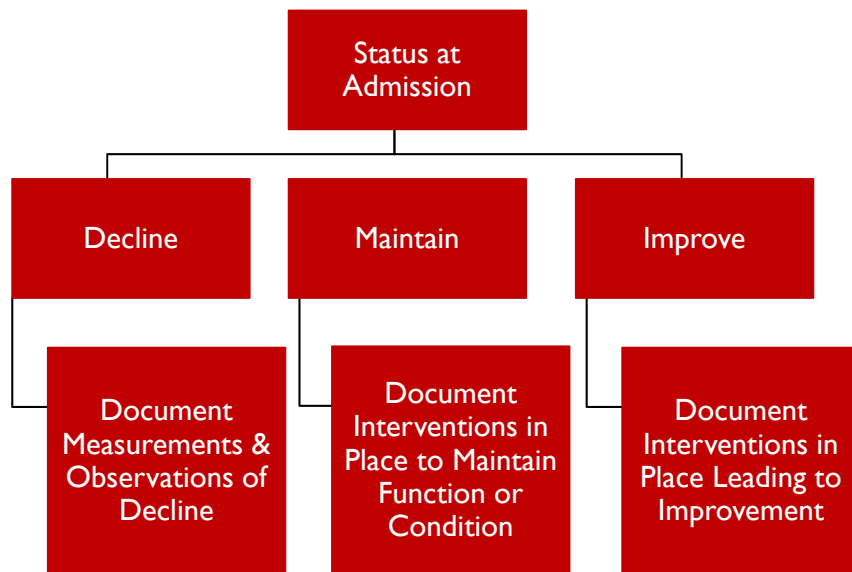 Status at
Admission
Decline
Maintain
Improve
Document
Measurements &
Observations of
Decline
Document
Interventions in
Place to Maintain
Function or
Condition
Document
Interventions in
Place Leading to
Improvement